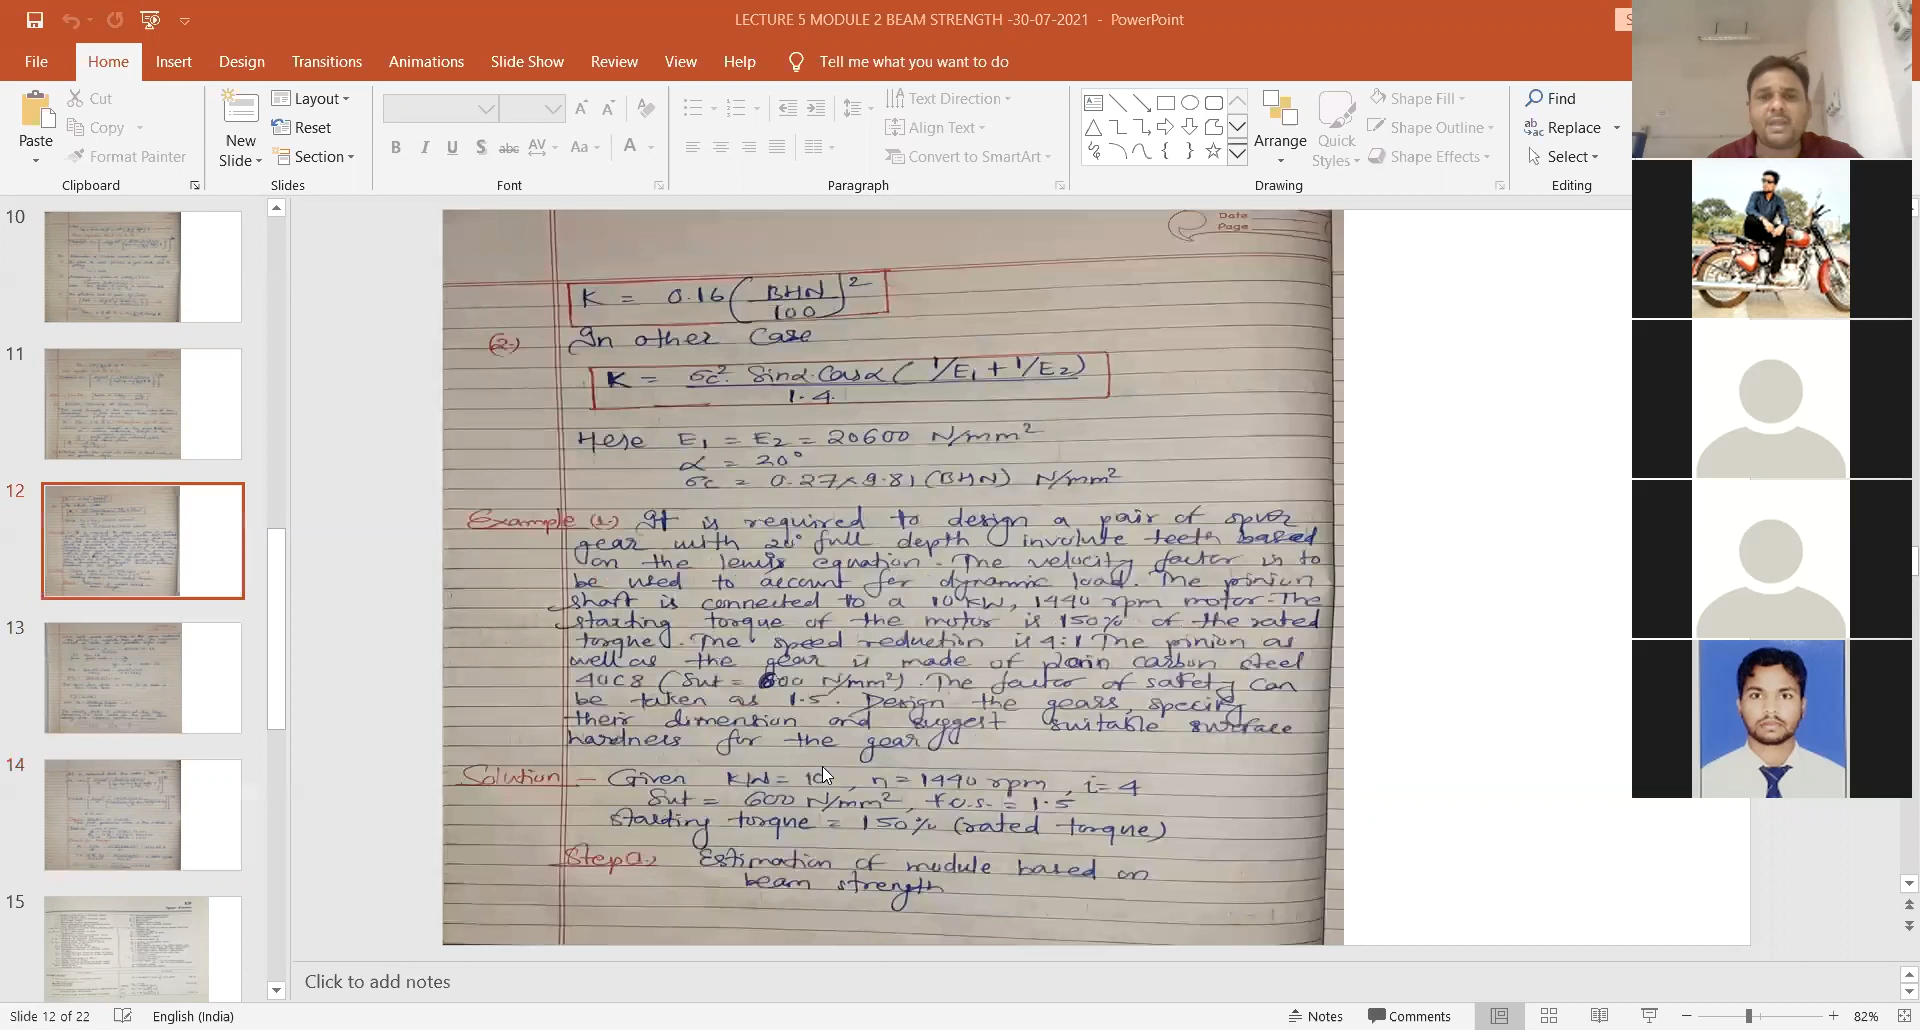 LECTURE 5 MODULE 2 BEAM STRENGTH -30-07-2021 - PowerPoint
File Home Insert Design Transitions Animations Slide Show Review View Help Tell me what you want to do
Paste
Cut
Copy
Format Painter
Clipboard
New Slide
Layout
Reset
Section
Slides
B I U S abc AV Aa A
Font
Text Direction
Align Text
Convert to SmartArt
Paragraph
Arrange
Quick Styles
Shape Fill
Shape Outline
Shape Effects
Drawing
Find
Replace
Select
Editing
10
11
12
13
14
15
Date
Page
K = 0.16 (BHN/100)^2
(2.) In other case
K = σc². Sinα.Cosα (1/E1 + 1/E2)
1.4
Here E1 = E2 = 20600 N/mm²
α = 20°
σc = 0.27×9.81 (BHN) N/mm²
Example (1.) It is required to design a pair of spur
gear with 20° full depth involute teeth based
on the lewis equation. The velocity factor is to
be used to account for dynamic load. The pinion
shaft is connected to a 10 kW, 1440 rpm motor. The
starting torque of the motor is 150% of the rated
torque. The speed reduction is 4:1 The pinion as
well as the gear is made of plain carbon steel
40C8 (Sut = 600 N/mm²). The factor of safety can
be taken as 1.5. Design the gears, specify
their dimension and suggest suitable surface
hardness for the gear
Solution – Given kW = 10, n = 1440 rpm, i = 4
Sut = 600 N/mm², f.o.s. = 1.5
Starting torque = 150% (rated torque)
Step a. Estimation of module based on
beam strength
Click to add notes
Slide 12 of 22 English (India) Notes Comments 82%